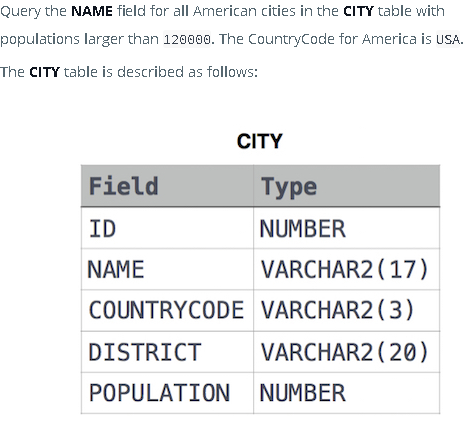 Query the NAME field for all American cities in the CITY table with
populations larger than 120000. The CountryCode for America is USA.
The CITY table is described as follows:
CITY
Field Type
ID NUMBER
NAME VARCHAR2(17)
COUNTRYCODE VARCHAR2(3)
DISTRICT VARCHAR2(20)
POPULATION NUMBER